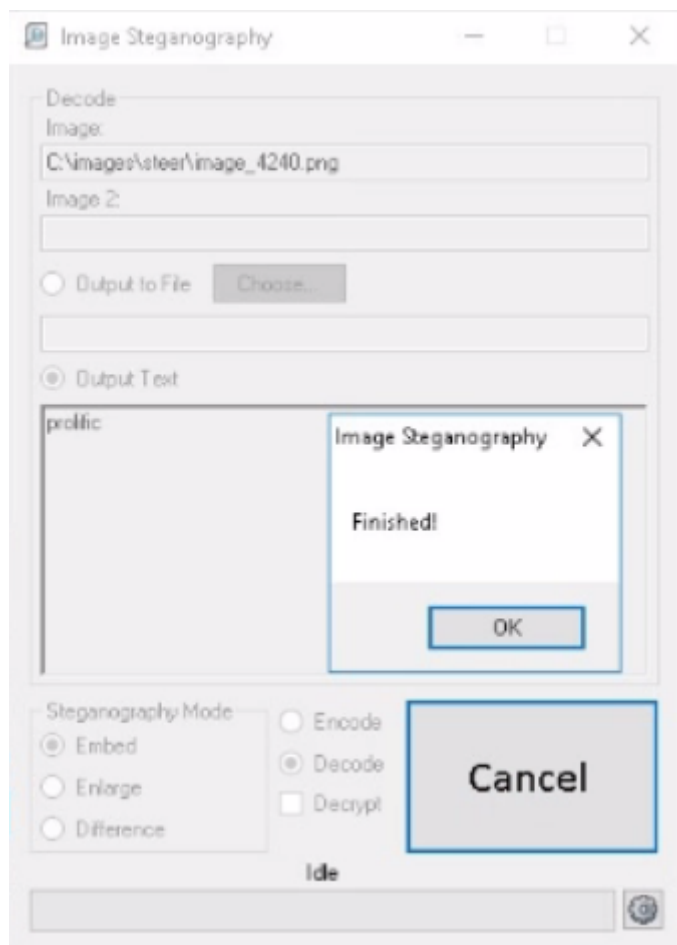 Image Steganography
Decode
Image:
C:\images\steer\image_4240.png
Image 2:
Output to File Choose...
Output Text
prolific
Image Steganography
Finished!
OK
Steganography Mode
Embed
Enlarge
Difference
Encode
Decode
Decrypt
Cancel
Idle